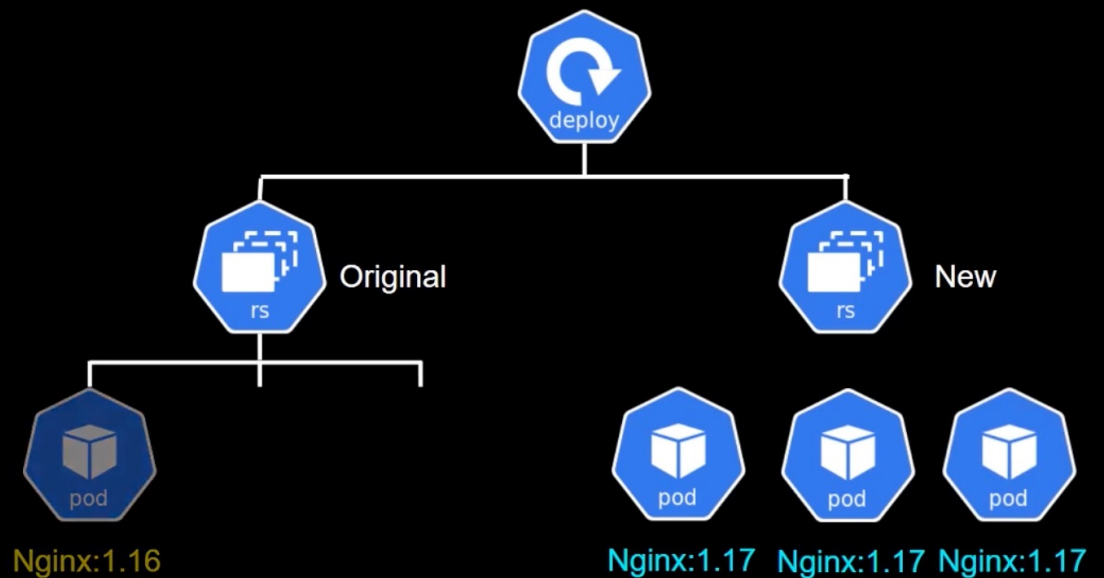 deploy
rs
Original
rs
New
pod
pod
pod
pod
Nginx:1.16
Nginx:1.17
Nginx:1.17
Nginx:1.17